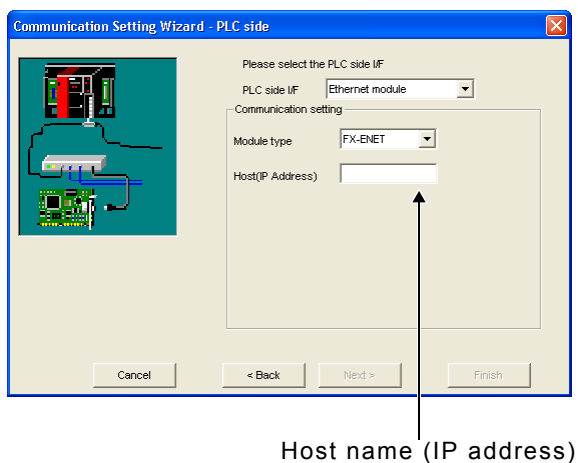 Communication Setting Wizard - PLC side
Please select the PLC side I/F
PLC side I/F Ethernet module
Communication setting
Module type FX-ENET
Host(IP Address)
Cancel < Back Next > Finish
Host name (IP address)